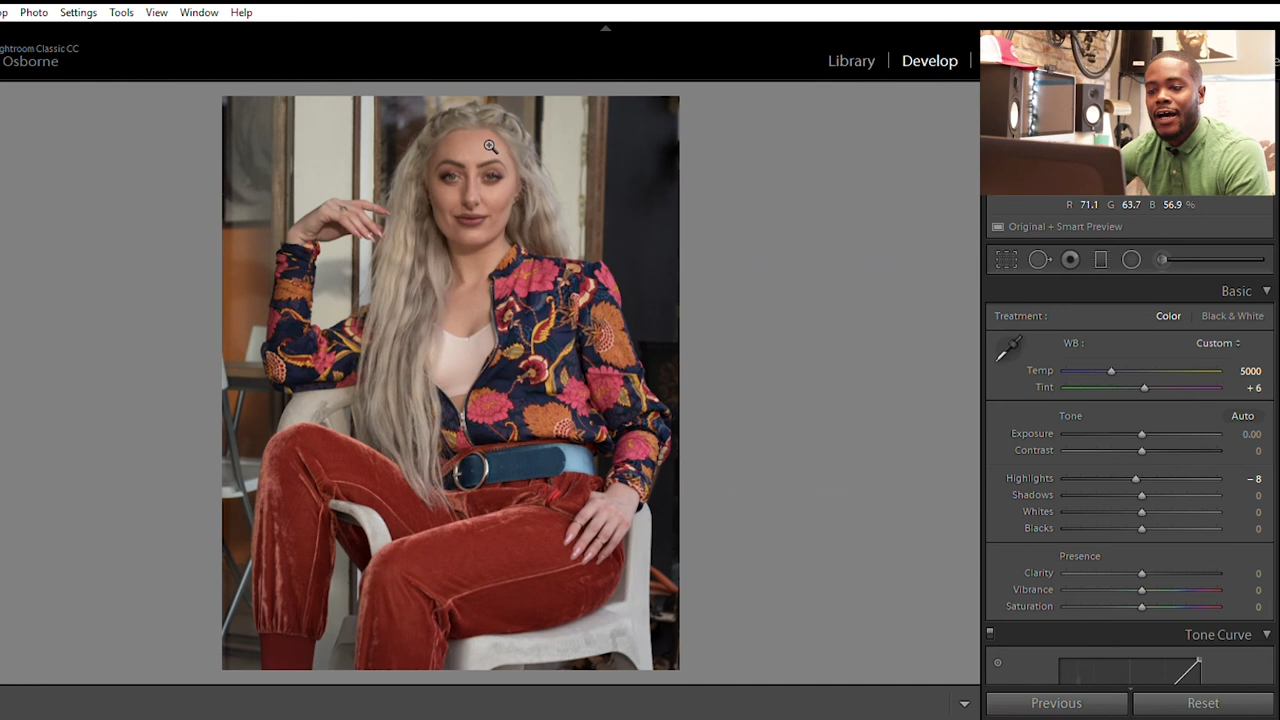 op Photo Settings Tools View Window Help
ghtroom Classic CC
Osborne
Library Develop
R 71.1 G 63.7 B 56.9 %
Original + Smart Preview
Basic
Treatment : Color Black & White
WB : Custom
Temp 5000
Tint + 6
Tone Auto
Exposure 0.00
Contrast 0
Highlights – 8
Shadows 0
Whites 0
Blacks 0
Presence
Clarity 0
Vibrance 0
Saturation 0
Tone Curve
Previous Reset